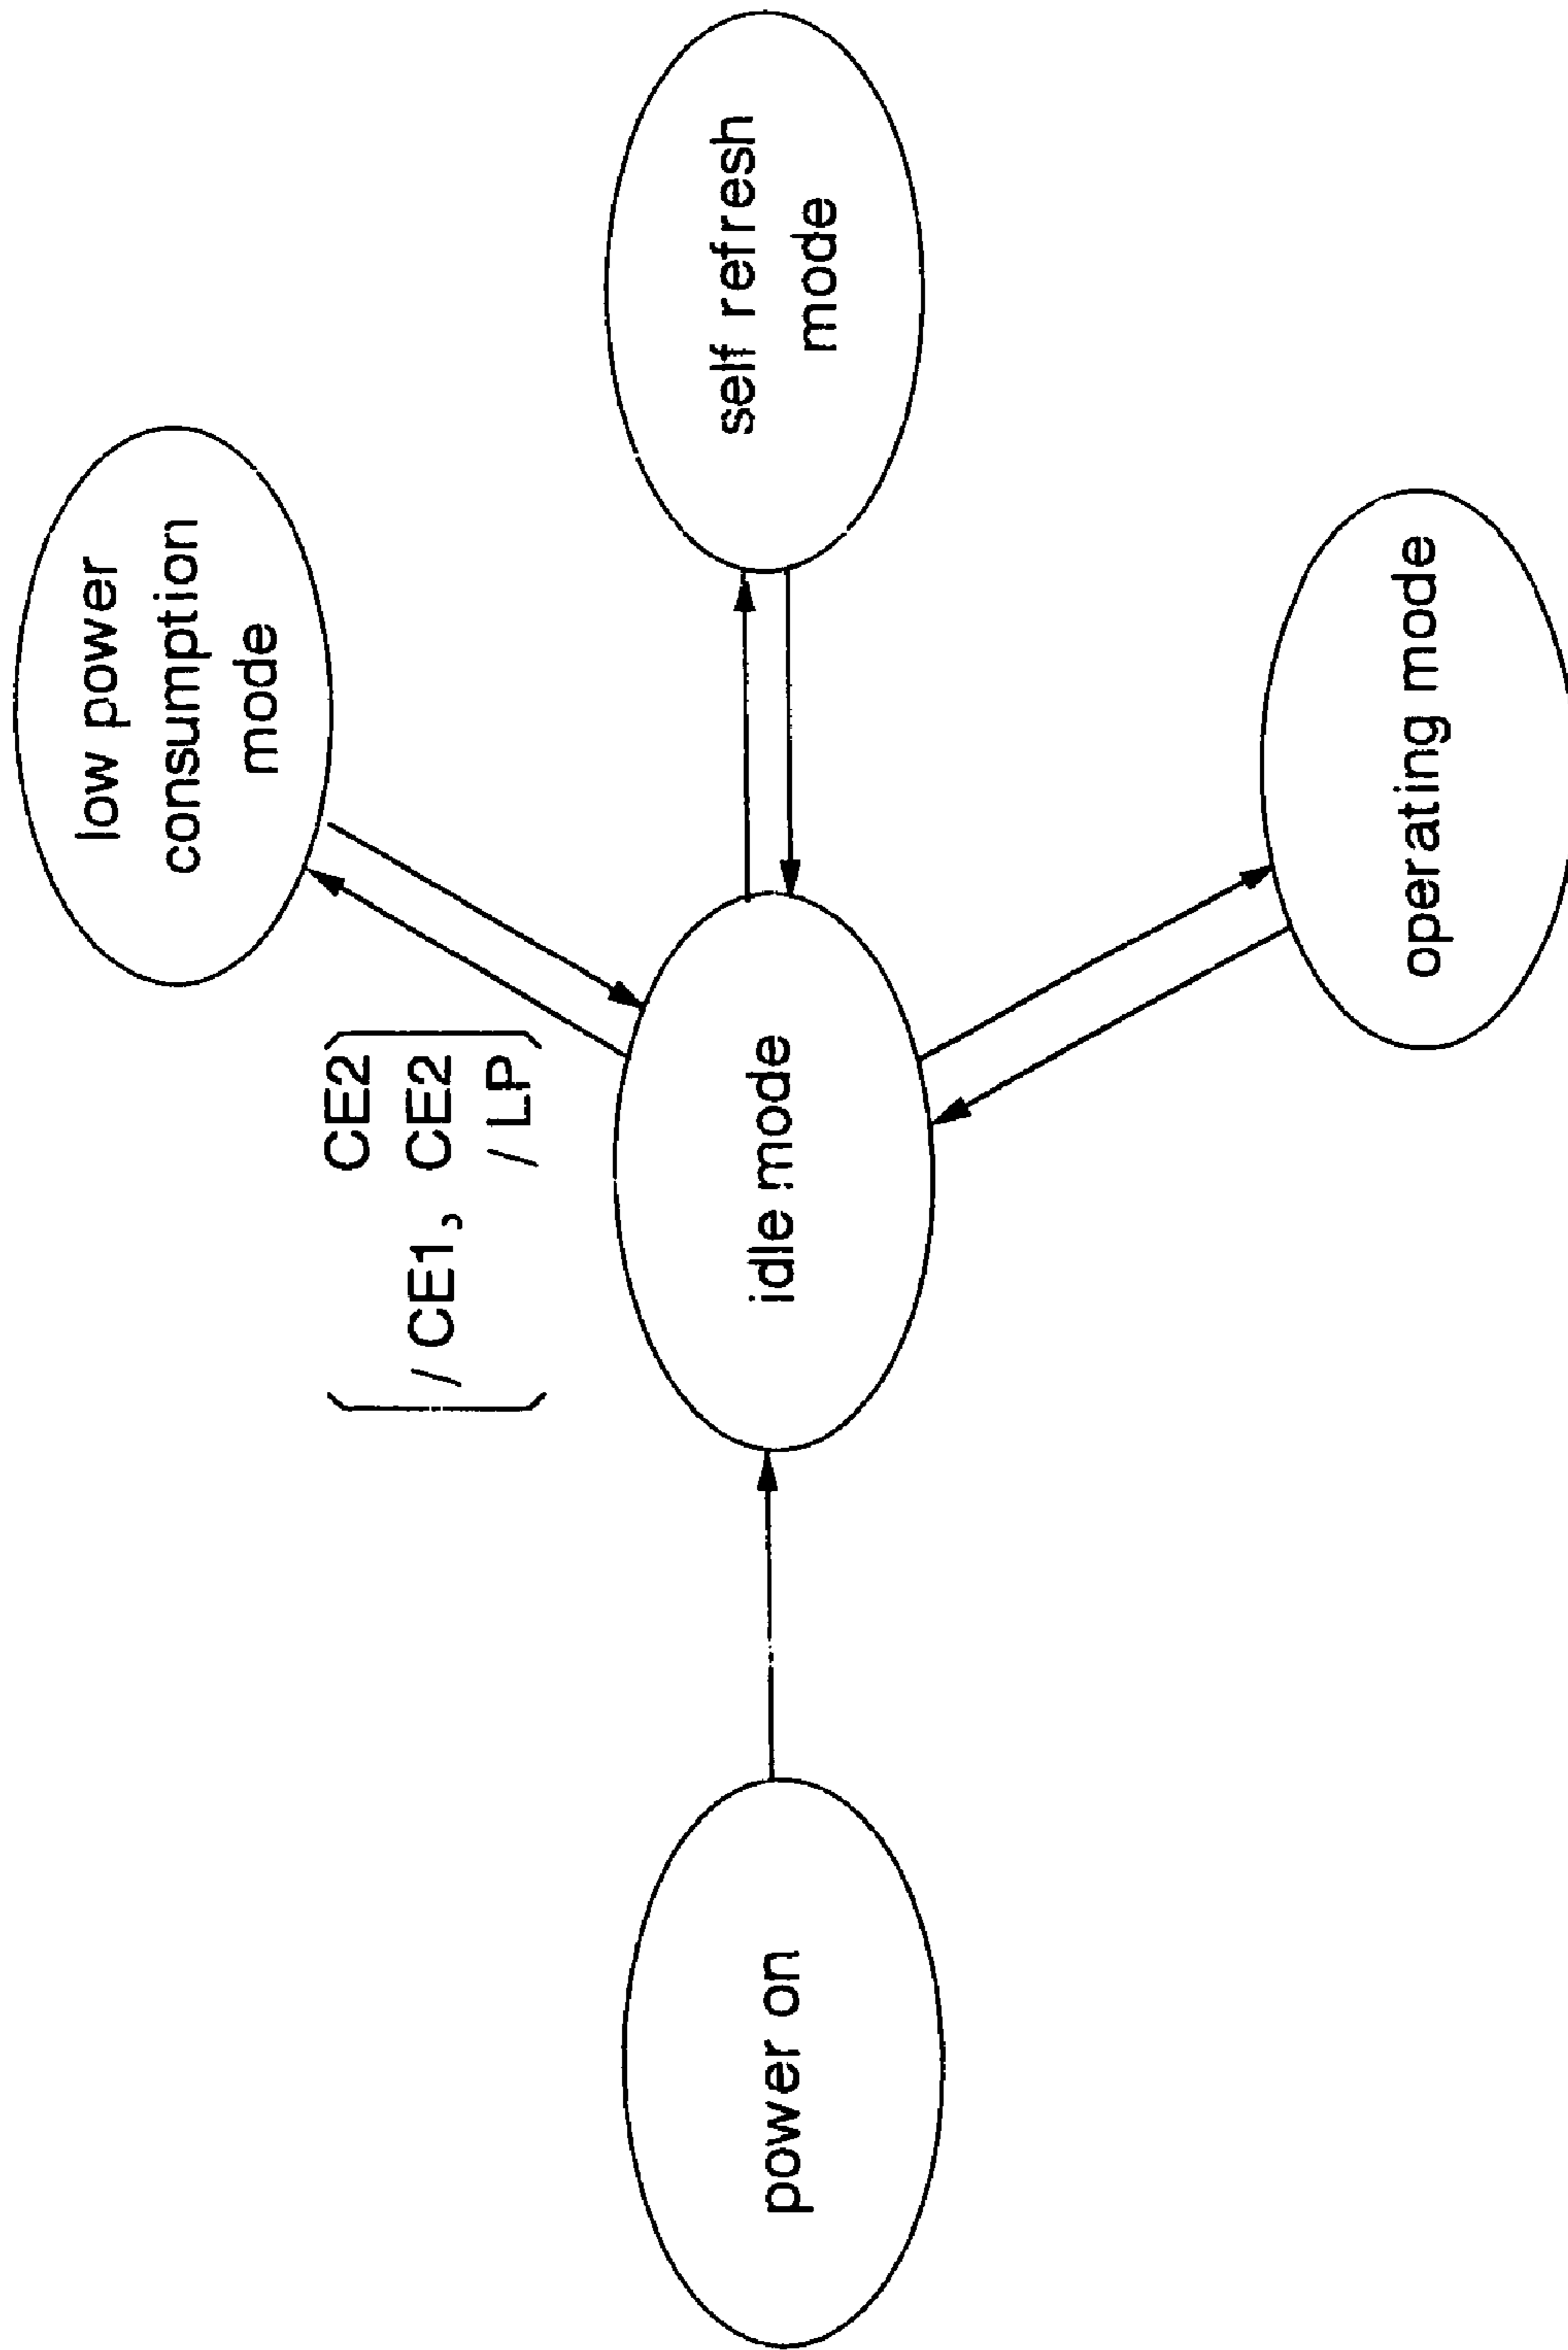 power on
idle mode
CE2
/ CE1, CE2
/ LP
low power
consumption
mode
self refresh
mode
operating mode